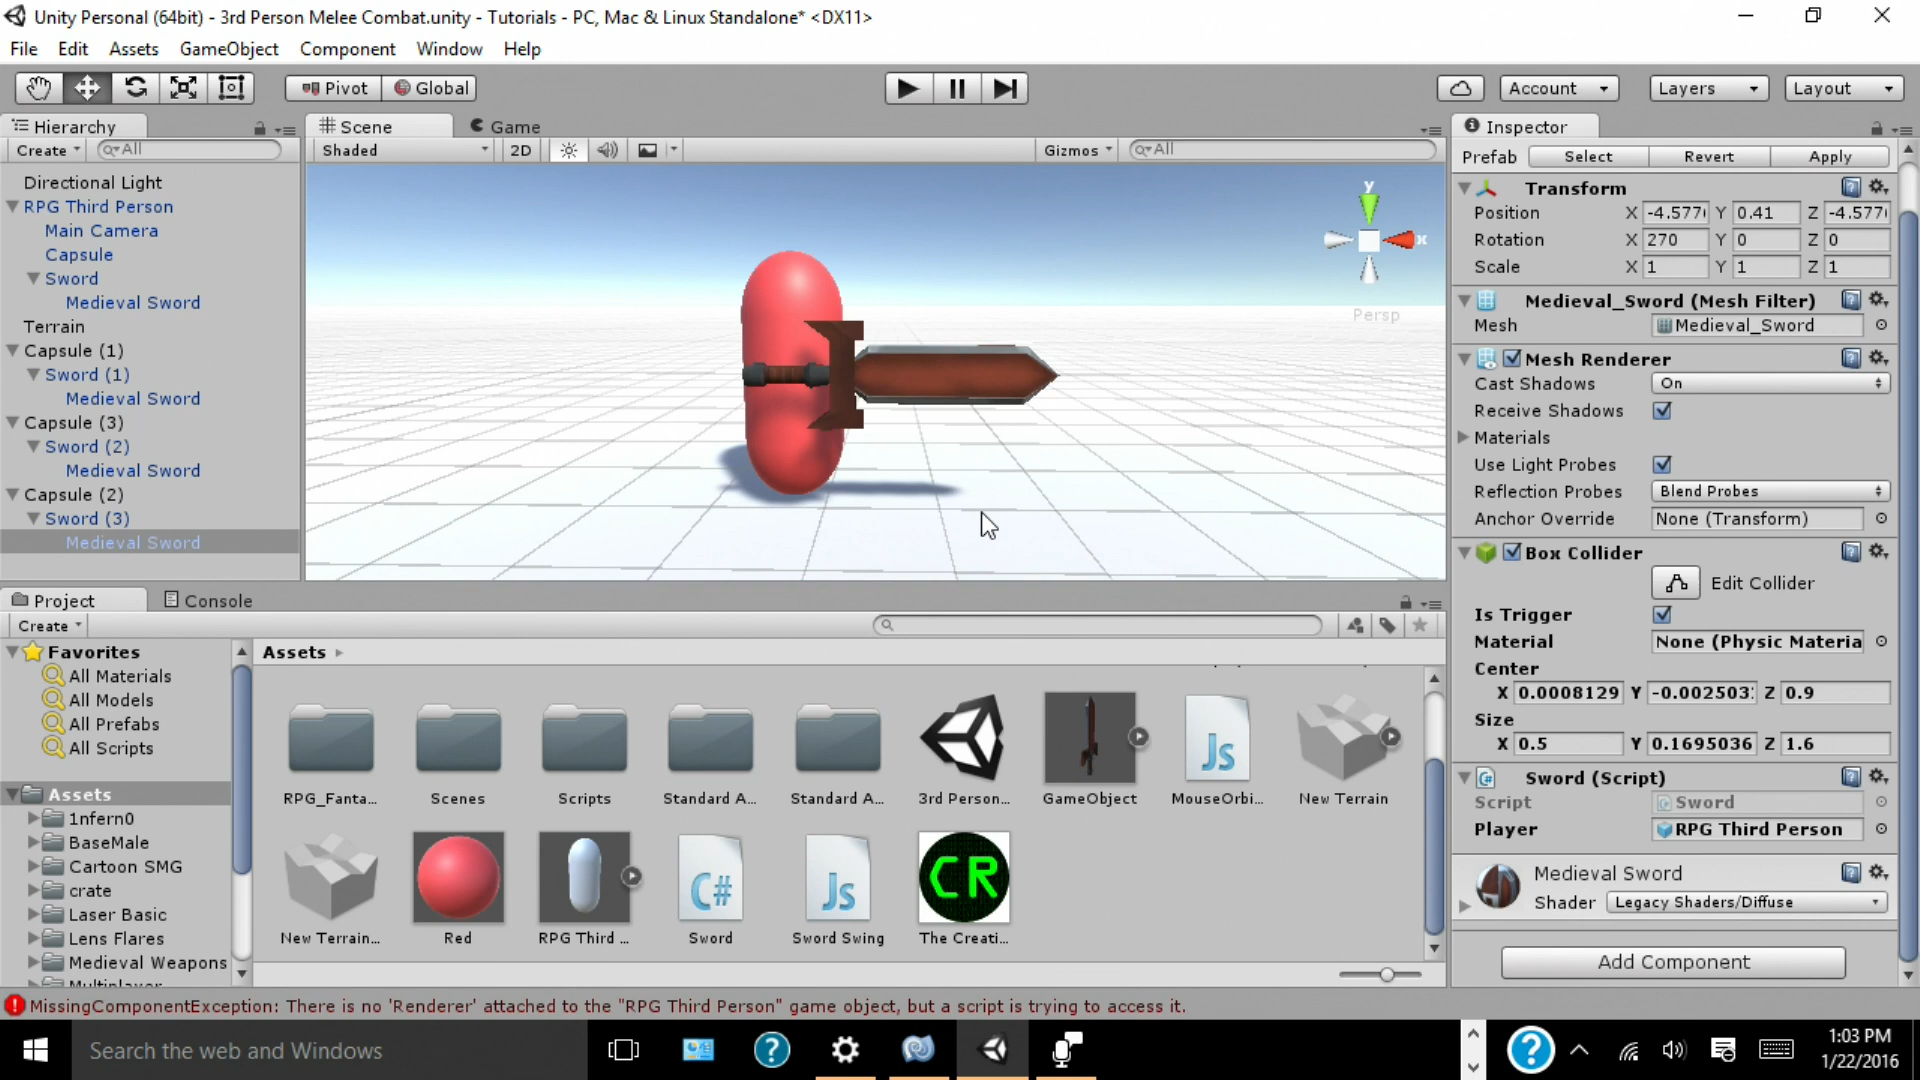 Unity Personal (64bit) - 3rd Person Melee Combat.unity - Tutorials - PC, Mac & Linux Standalone* <DX11>
File Edit Assets GameObject Component Window Help
Pivot Global Account Layers Layout
Hierarchy
Create All
Directional Light
RPG Third Person
Main Camera
Capsule
Sword
Medieval Sword
Terrain
Capsule (1)
Sword (1)
Medieval Sword
Capsule (3)
Sword (2)
Medieval Sword
Capsule (2)
Sword (3)
Medieval Sword
Scene Game
Shaded 2D Gizmos All
y
x
Persp
Inspector
Prefab Select Revert Apply
Transform
Position X -4.577 Y 0.41 Z -4.577
Rotation X 270 Y 0 Z 0
Scale X 1 Y 1 Z 1
Medieval_Sword (Mesh Filter)
Mesh Medieval_Sword
Mesh Renderer
Cast Shadows On
Receive Shadows
Materials
Use Light Probes
Reflection Probes Blend Probes
Anchor Override None (Transform)
Box Collider
Edit Collider
Is Trigger
Material None (Physic Materia
Center
X 0.0008129 Y -0.002503 Z 0.9
Size
X 0.5 Y 0.1695036 Z 1.6
Sword (Script)
Script Sword
Player RPG Third Person
Medieval Sword
Shader Legacy Shaders/Diffuse
Add Component
Project Console
Create
Favorites
All Materials
All Models
All Prefabs
All Scripts
Assets
1nfern0
BaseMale
Cartoon SMG
crate
Laser Basic
Lens Flares
Medieval Weapons
Multiplayer
Assets
Js
RPG_Fanta... Scenes Scripts Standard A... Standard A... 3rd Person... GameObject MouseOrbi... New Terrain
C# Js CR
New Terrain... Red RPG Third ... Sword Sword Swing The Creati...
MissingComponentException: There is no 'Renderer' attached to the "RPG Third Person" game object, but a script is trying to access it.
Search the web and Windows
1:03 PM
1/22/2016